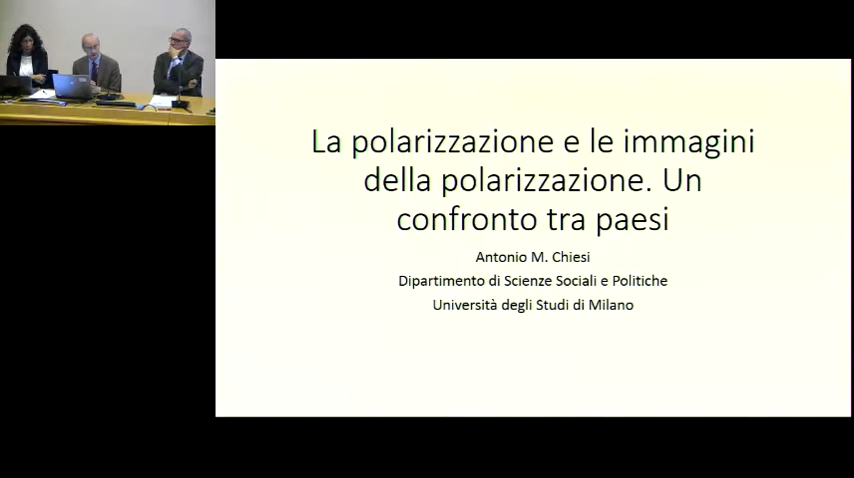 La polarizzazione e le immagini
della polarizzazione. Un
confronto tra paesi
Antonio M. Chiesi
Dipartimento di Scienze Sociali e Politiche
Università degli Studi di Milano